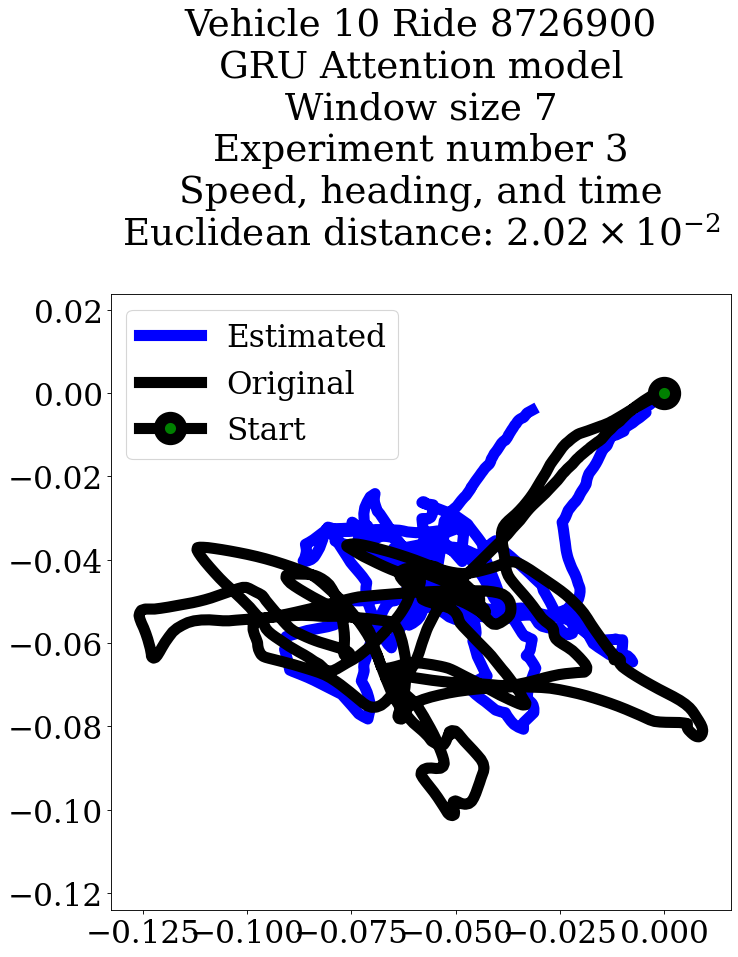 Vehicle 10 Ride 8726900
GRU Attention model
Window size 7
Experiment number 3
Speed, heading, and time
Euclidean distance: 2.02 × 10⁻²
0.02
0.00
−0.02
−0.04
−0.06
−0.08
−0.10
−0.12
Estimated
Original
Start
−0.125 −0.100 −0.075 −0.050 −0.025 0.000